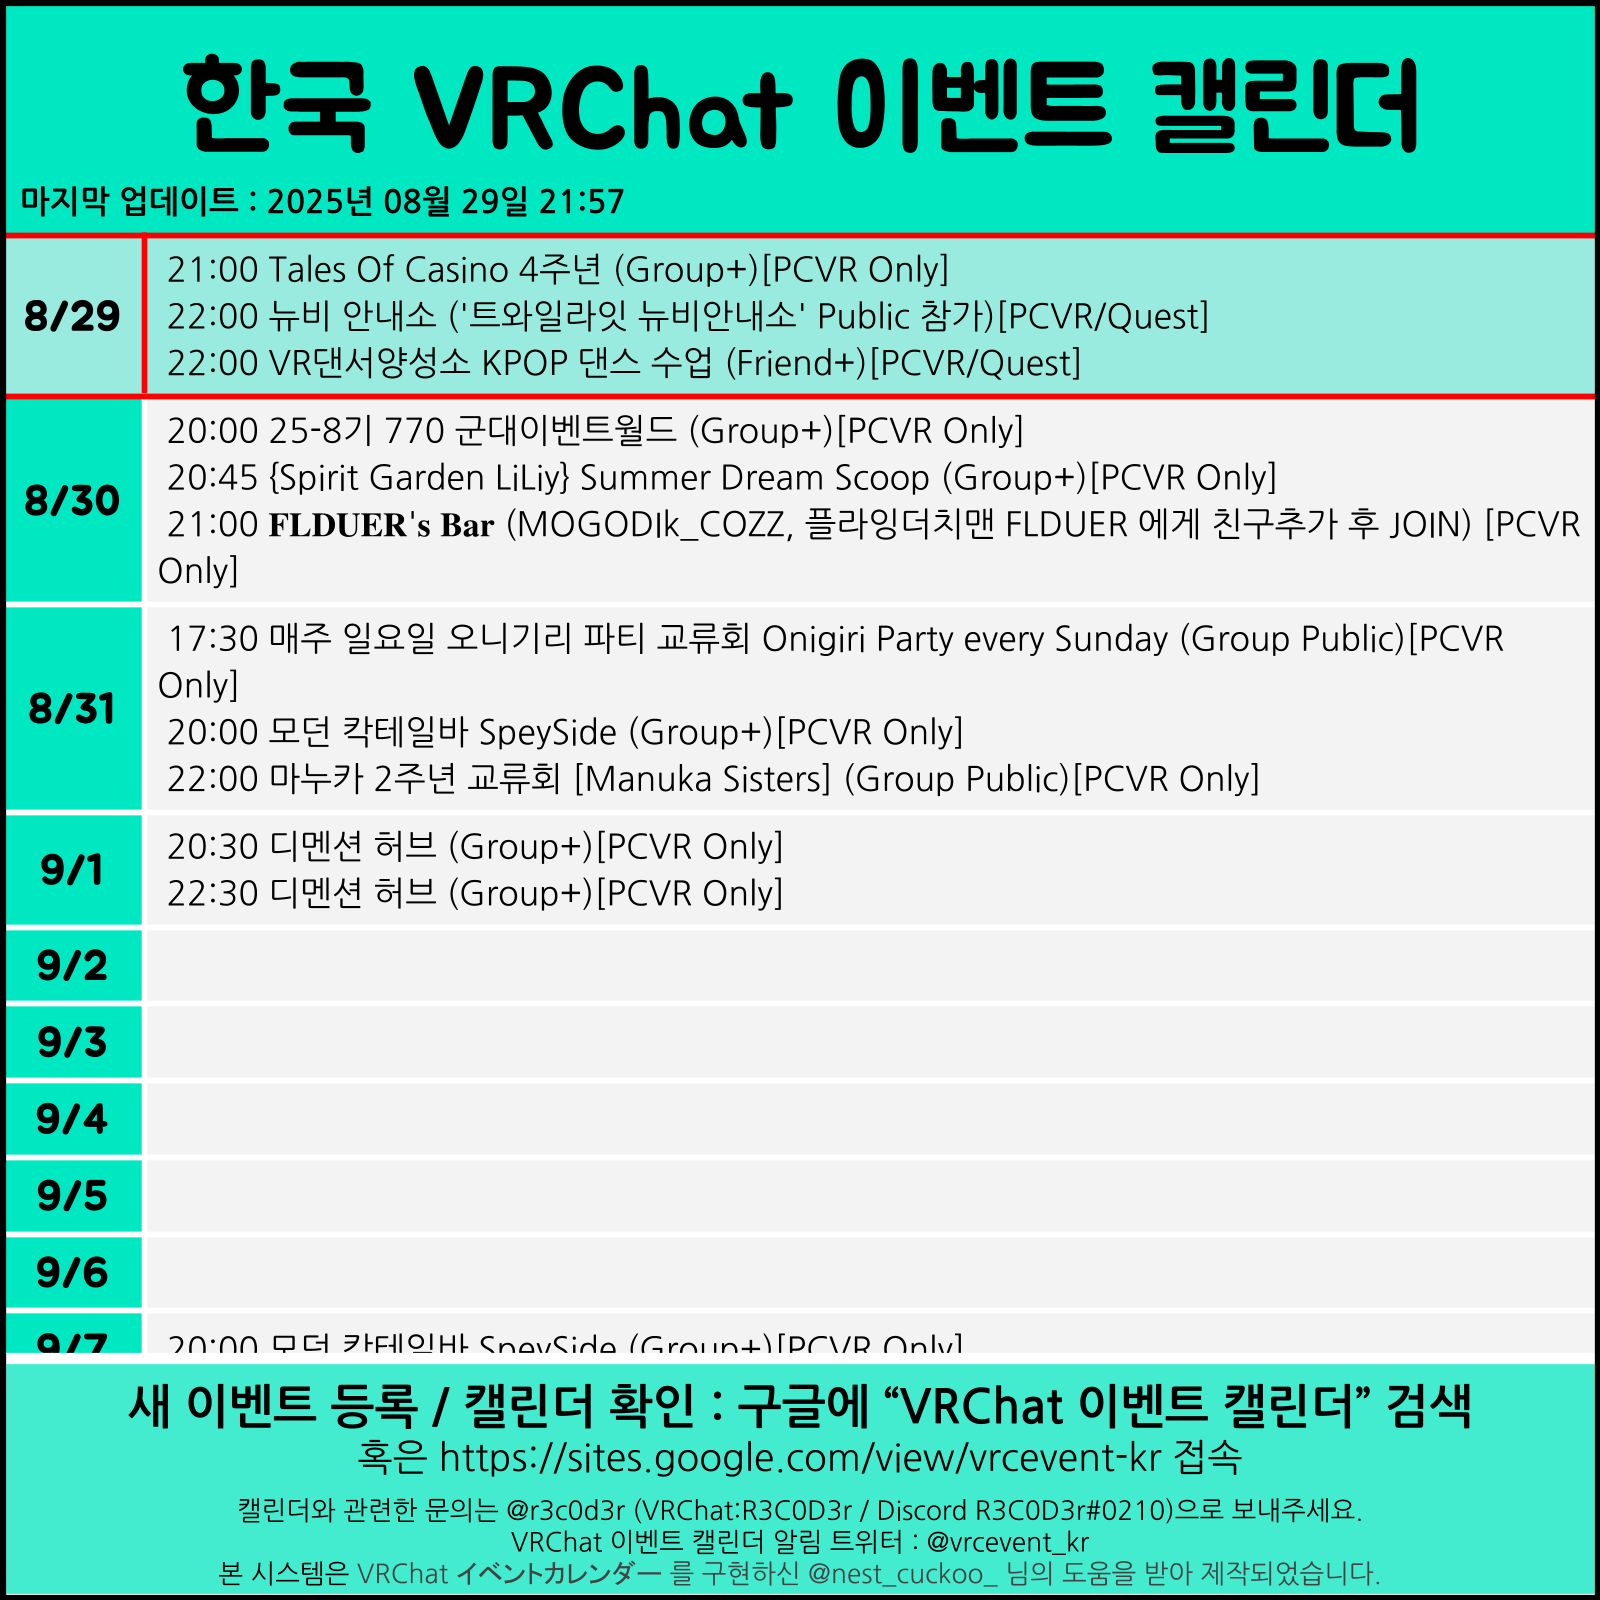 한국 VRChat 이벤트 캘린더
마지막 업데이트 : 2025년 08월 29일 21:57
8/29
21:00 Tales Of Casino 4주년 (Group+)[PCVR Only]
22:00 뉴비 안내소 ('트와일라잇 뉴비안내소' Public 참가)[PCVR/Quest]
22:00 VR댄서양성소 KPOP 댄스 수업 (Friend+)[PCVR/Quest]
8/30
20:00 25-8기 770 군대이벤트월드 (Group+)[PCVR Only]
20:45 {Spirit Garden LiLiy} Summer Dream Scoop (Group+)[PCVR Only]
21:00 𝐅𝐋𝐃𝐔𝐄𝐑'𝐬 𝐁𝐚𝐫 (MOGODIk_COZZ, 플라잉더치맨 FLDUER 에게 친구추가 후 JOIN) [PCVR
Only]
8/31
17:30 매주 일요일 오니기리 파티 교류회 Onigiri Party every Sunday (Group Public)[PCVR
Only]
20:00 모던 칵테일바 SpeySide (Group+)[PCVR Only]
22:00 마누카 2주년 교류회 [Manuka Sisters] (Group Public)[PCVR Only]
9/1
20:30 디멘션 허브 (Group+)[PCVR Only]
22:30 디멘션 허브 (Group+)[PCVR Only]
9/2
9/3
9/4
9/5
9/6
9/7
20:00 모던 칵테일바 SpeySide (Group+)[PCVR Only]
새 이벤트 등록 / 캘린더 확인 : 구글에 “VRChat 이벤트 캘린더” 검색
혹은 https://sites.google.com/view/vrcevent-kr 접속
캘린더와 관련한 문의는 @r3c0d3r (VRChat:R3C0D3r / Discord R3C0D3r#0210)으로 보내주세요.
VRChat 이벤트 캘린더 알림 트위터 : @vrcevent_kr
본 시스템은 VRChat イベントカレンダー 를 구현하신 @nest_cuckoo_ 님의 도움을 받아 제작되었습니다.